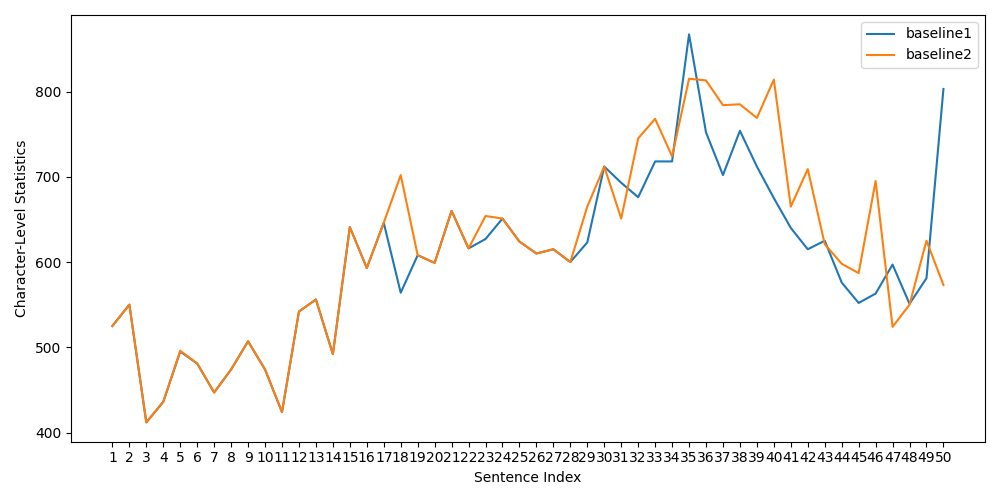 baseline1
baseline2
Character-Level Statistics
800
700
600
500
400
1 2 3 4 5 6 7 8 9 10 11 12 13 14 15 16 17 18 19 20 21 22 23 24 25 26 27 28 29 30 31 32 33 34 35 36 37 38 39 40 41 42 43 44 45 46 47 48 49 50
Sentence Index